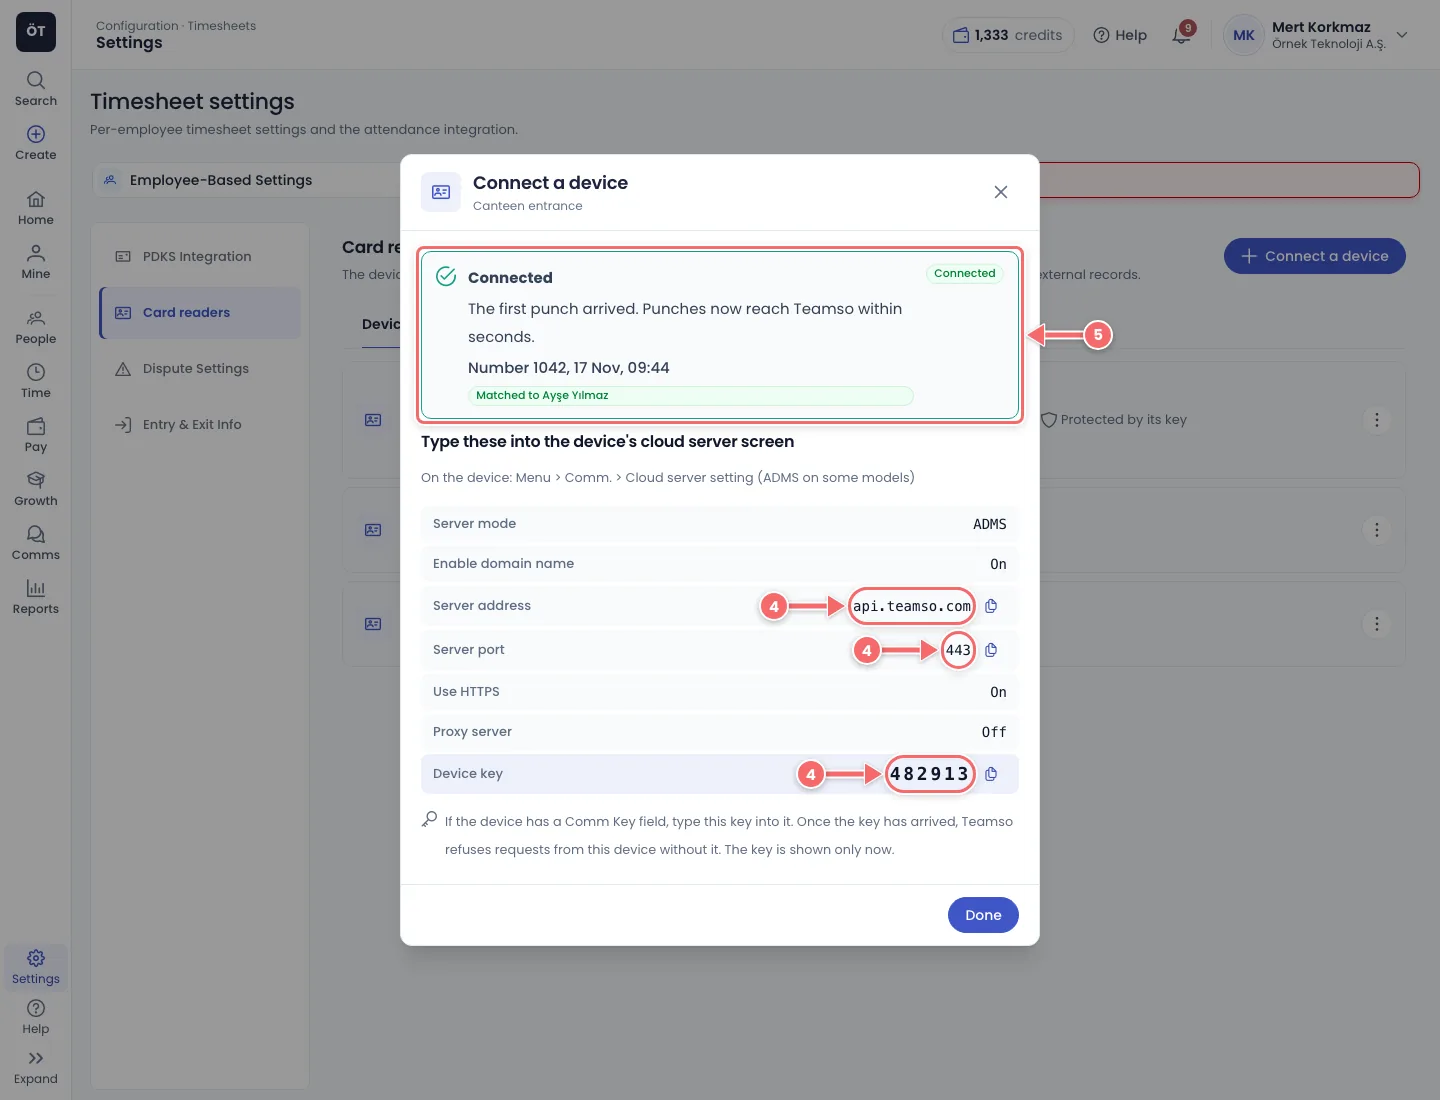 ÖT
Configuration · Timesheets
Settings
1,333 credits
Help
9
MK
Mert Korkmaz
Örnek Teknoloji A.Ş.
Search
Create
Home
Mine
People
Time
Pay
Growth
Comms
Reports
Settings
Help
Expand
Timesheet settings
Per-employee timesheet settings and the attendance integration.
Employee-Based Settings
PDKS Integration
Card readers
Dispute Settings
Entry & Exit Info
Card re
The devic
external records.
Connect a device
Devic
Protected by its key
Connect a device
Canteen entrance
Connected
Connected
The first punch arrived. Punches now reach Teamso within
seconds.
Number 1042, 17 Nov, 09:44
Matched to Ayşe Yılmaz
5
Type these into the device's cloud server screen
On the device: Menu > Comm. > Cloud server setting (ADMS on some models)
Server mode ADMS
Enable domain name On
Server address 4 api.teamso.com
Server port 4 443
Use HTTPS On
Proxy server Off
Device key 4 482913
If the device has a Comm Key field, type this key into it. Once the key has arrived, Teamso
refuses requests from this device without it. The key is shown only now.
Done